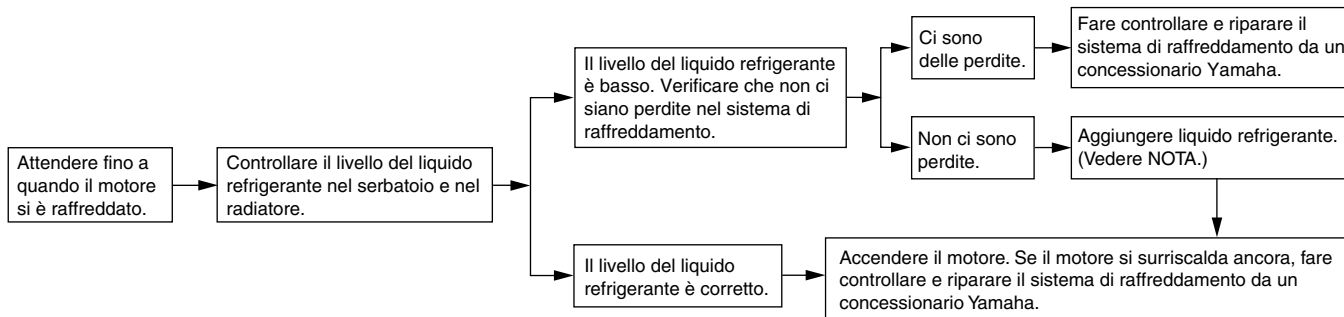 Attendere fino a
quando il motore
si è raffreddato.
Controllare il livello del liquido
refrigerante nel serbatoio e nel
radiatore.
Il livello del liquido refrigerante
è basso. Verificare che non ci
siano perdite nel sistema di
raffreddamento.
Ci sono
delle perdite.
Fare controllare e riparare il
sistema di raffreddamento da un
concessionario Yamaha.
Non ci sono
perdite.
Aggiungere liquido refrigerante.
(Vedere NOTA.)
Il livello del liquido
refrigerante è corretto.
Accendere il motore. Se il motore si surriscalda ancora, fare
controllare e riparare il sistema di raffreddamento da un
concessionario Yamaha.